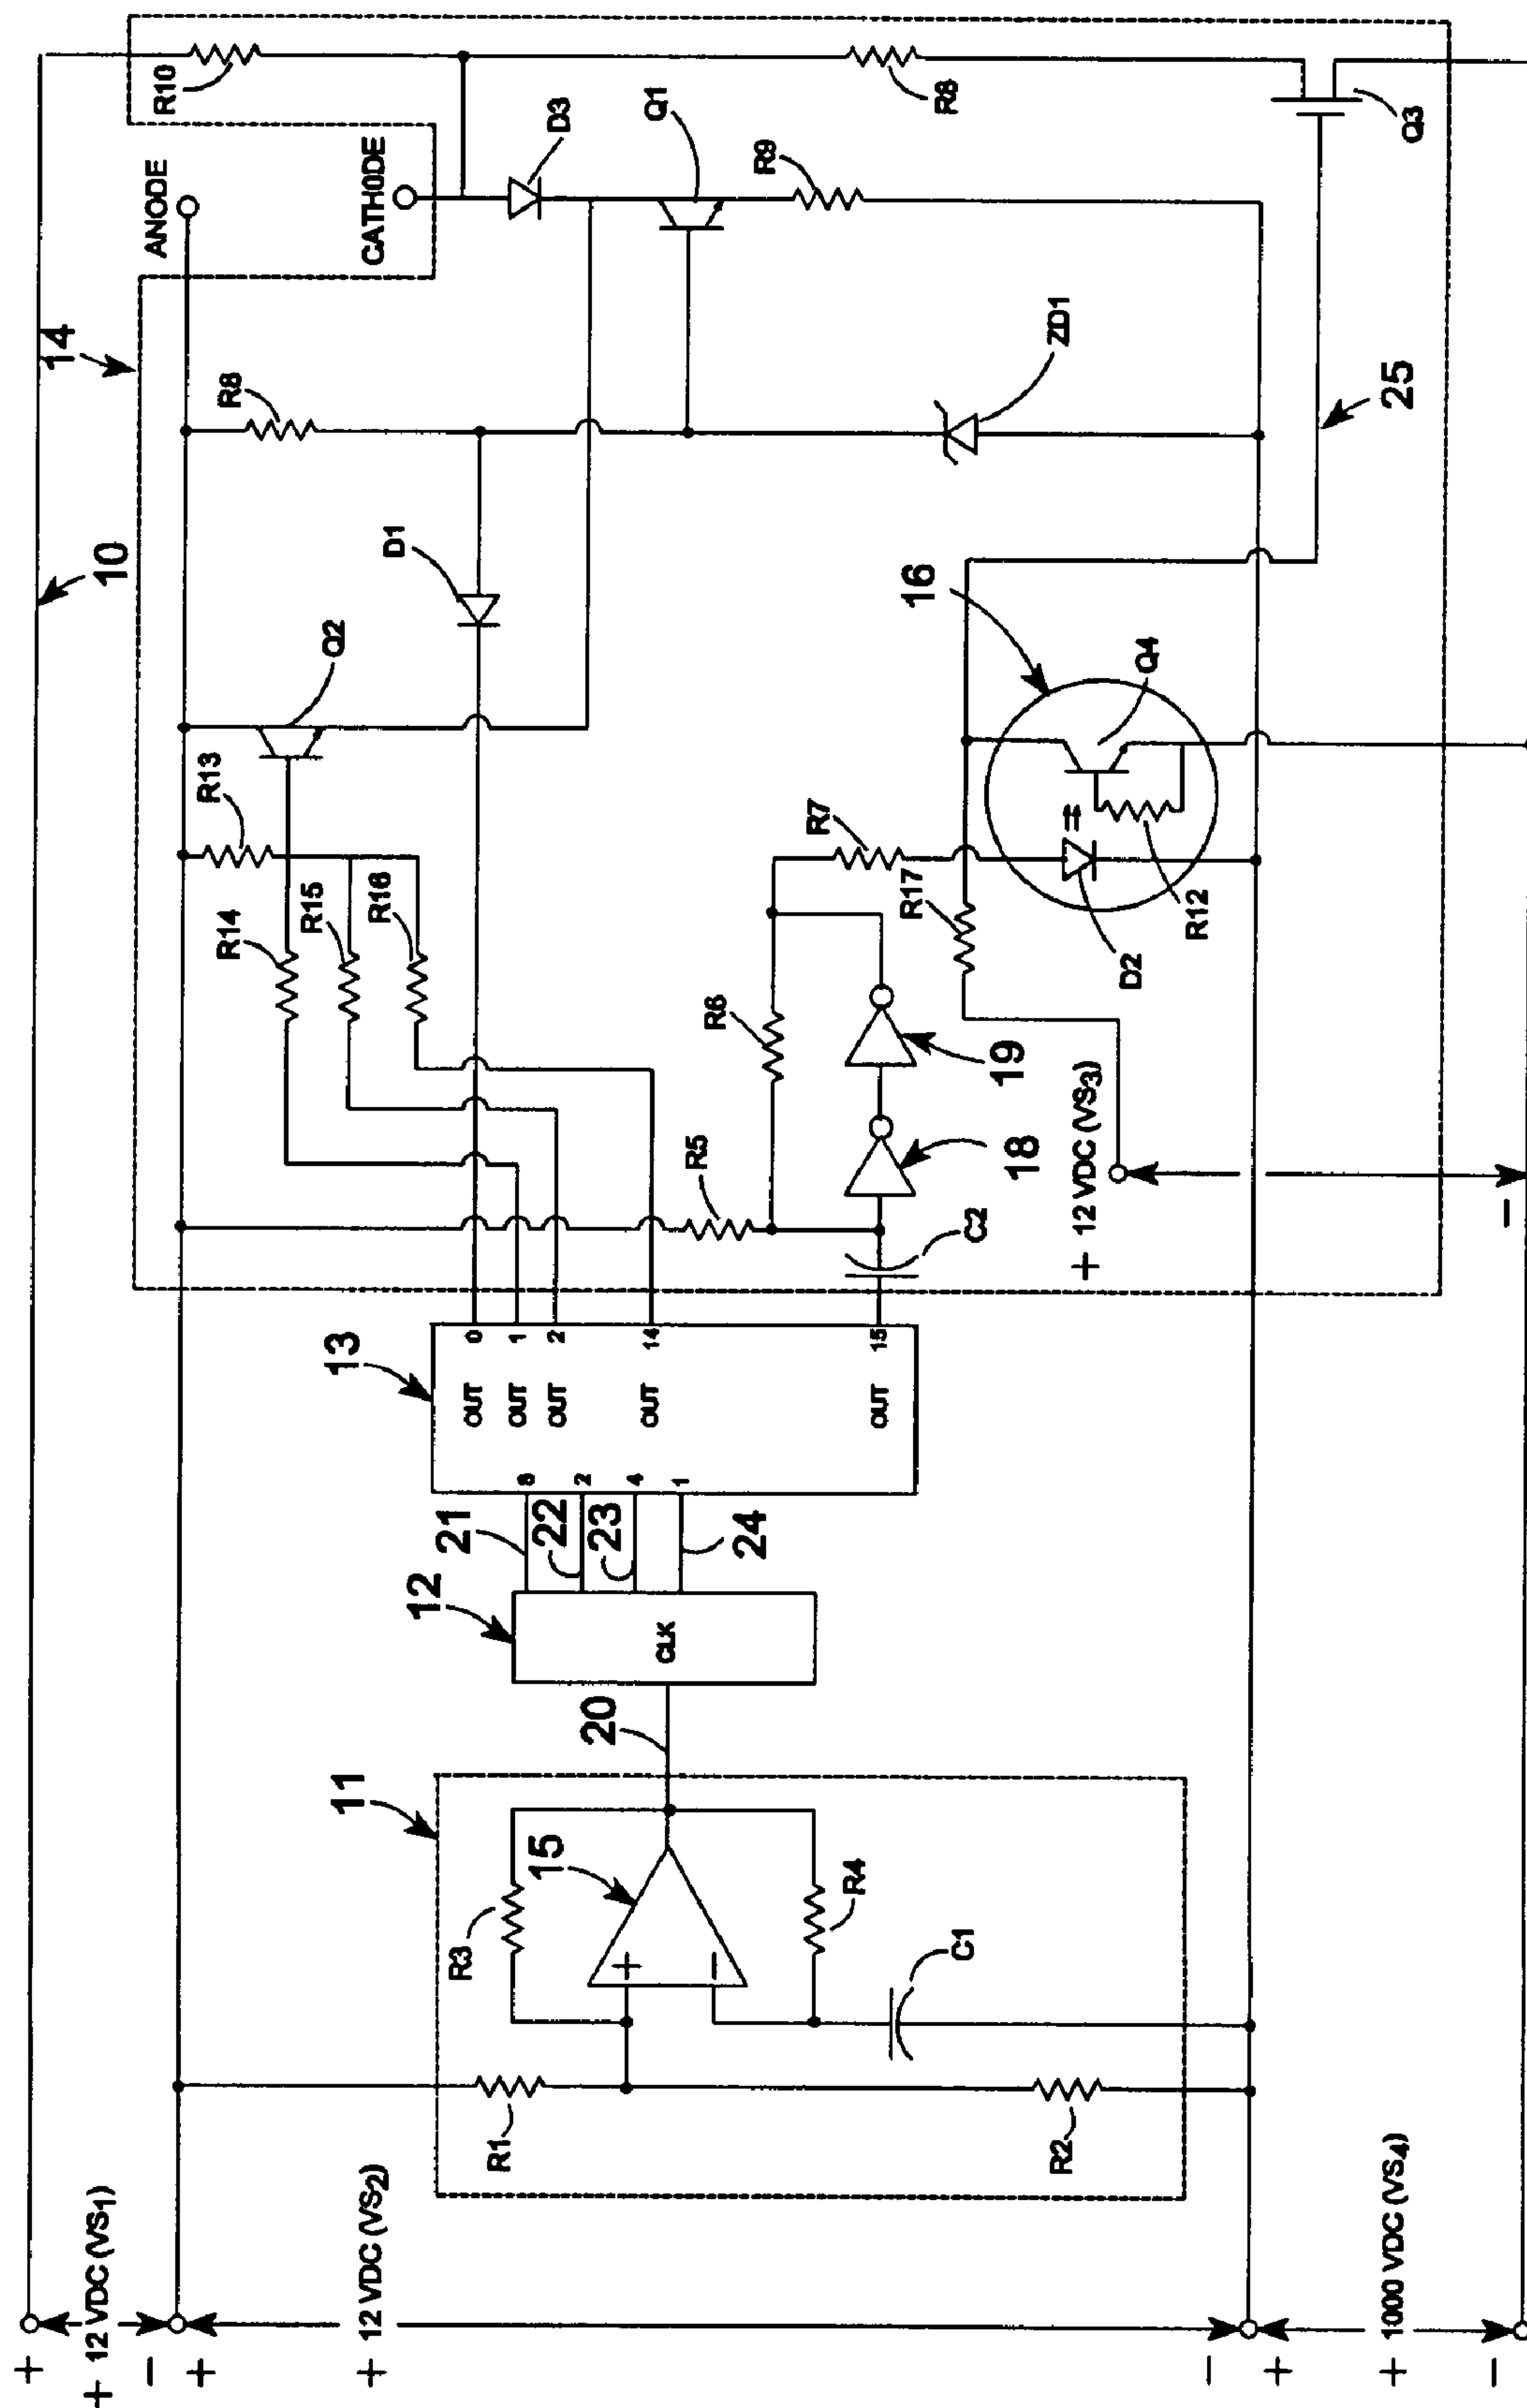 +
+ 12 VDC (VS1)
−
+
+ 12 VDC (VS2)
−
+
+ 1000 VDC (VS4)
−
10
14
11
R1
R2
R3
15
+
−
R4
C1
20
12
CLK
21
22
23
24
13
8
2
4
1
OUT 0
OUT 1
OUT 2
OUT 14
OUT 15
R14
R15
R16
R13
Q2
R5
C2
R6
18
19
R7
R17
+ 12 VDC (VS3)
−
D2
R12
Q4
16
D1
R8
ZD1
25
ANODE
CATHODE
R10
D3
Q1
R9
R8
Q3